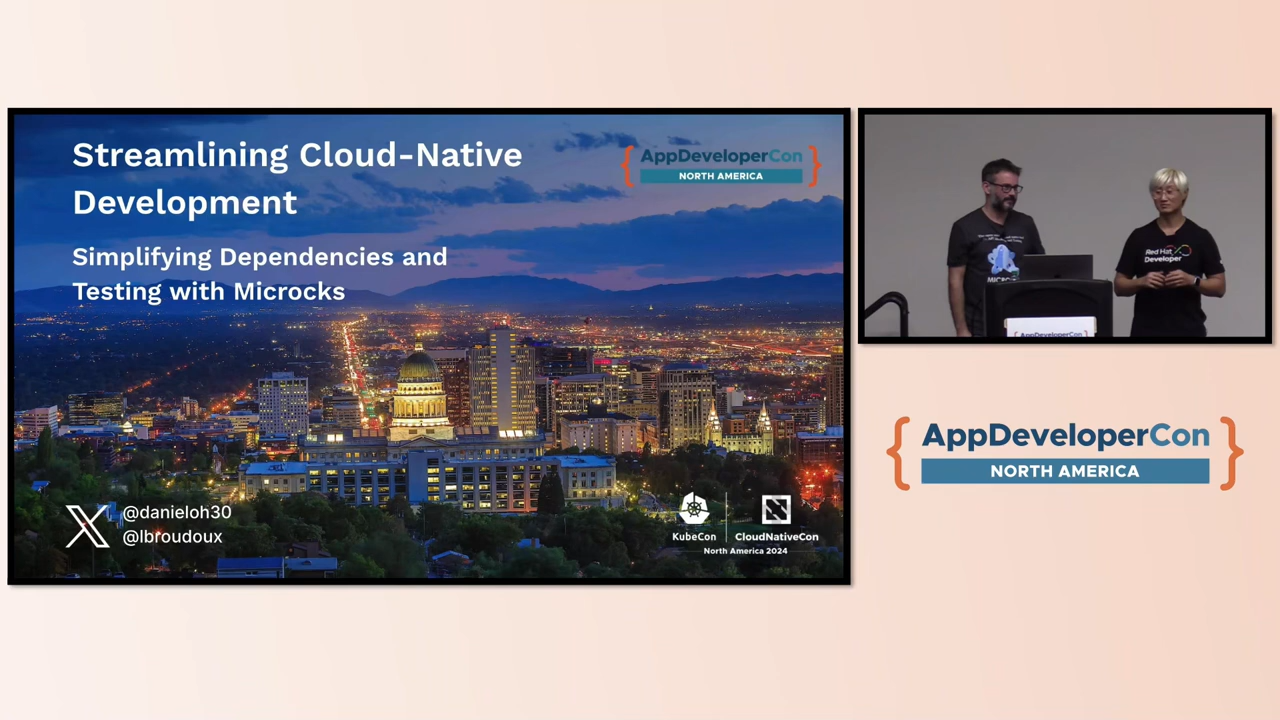 Streamlining Cloud-Native
Development
Simplifying Dependencies and
Testing with Microcks
{ AppDeveloperCon }
NORTH AMERICA
@danieloh30
@lbroudoux
KubeCon
CloudNativeCon
North America 2024
Red Hat
Developer
AppDeveloperCon
{ AppDeveloperCon }
NORTH AMERICA